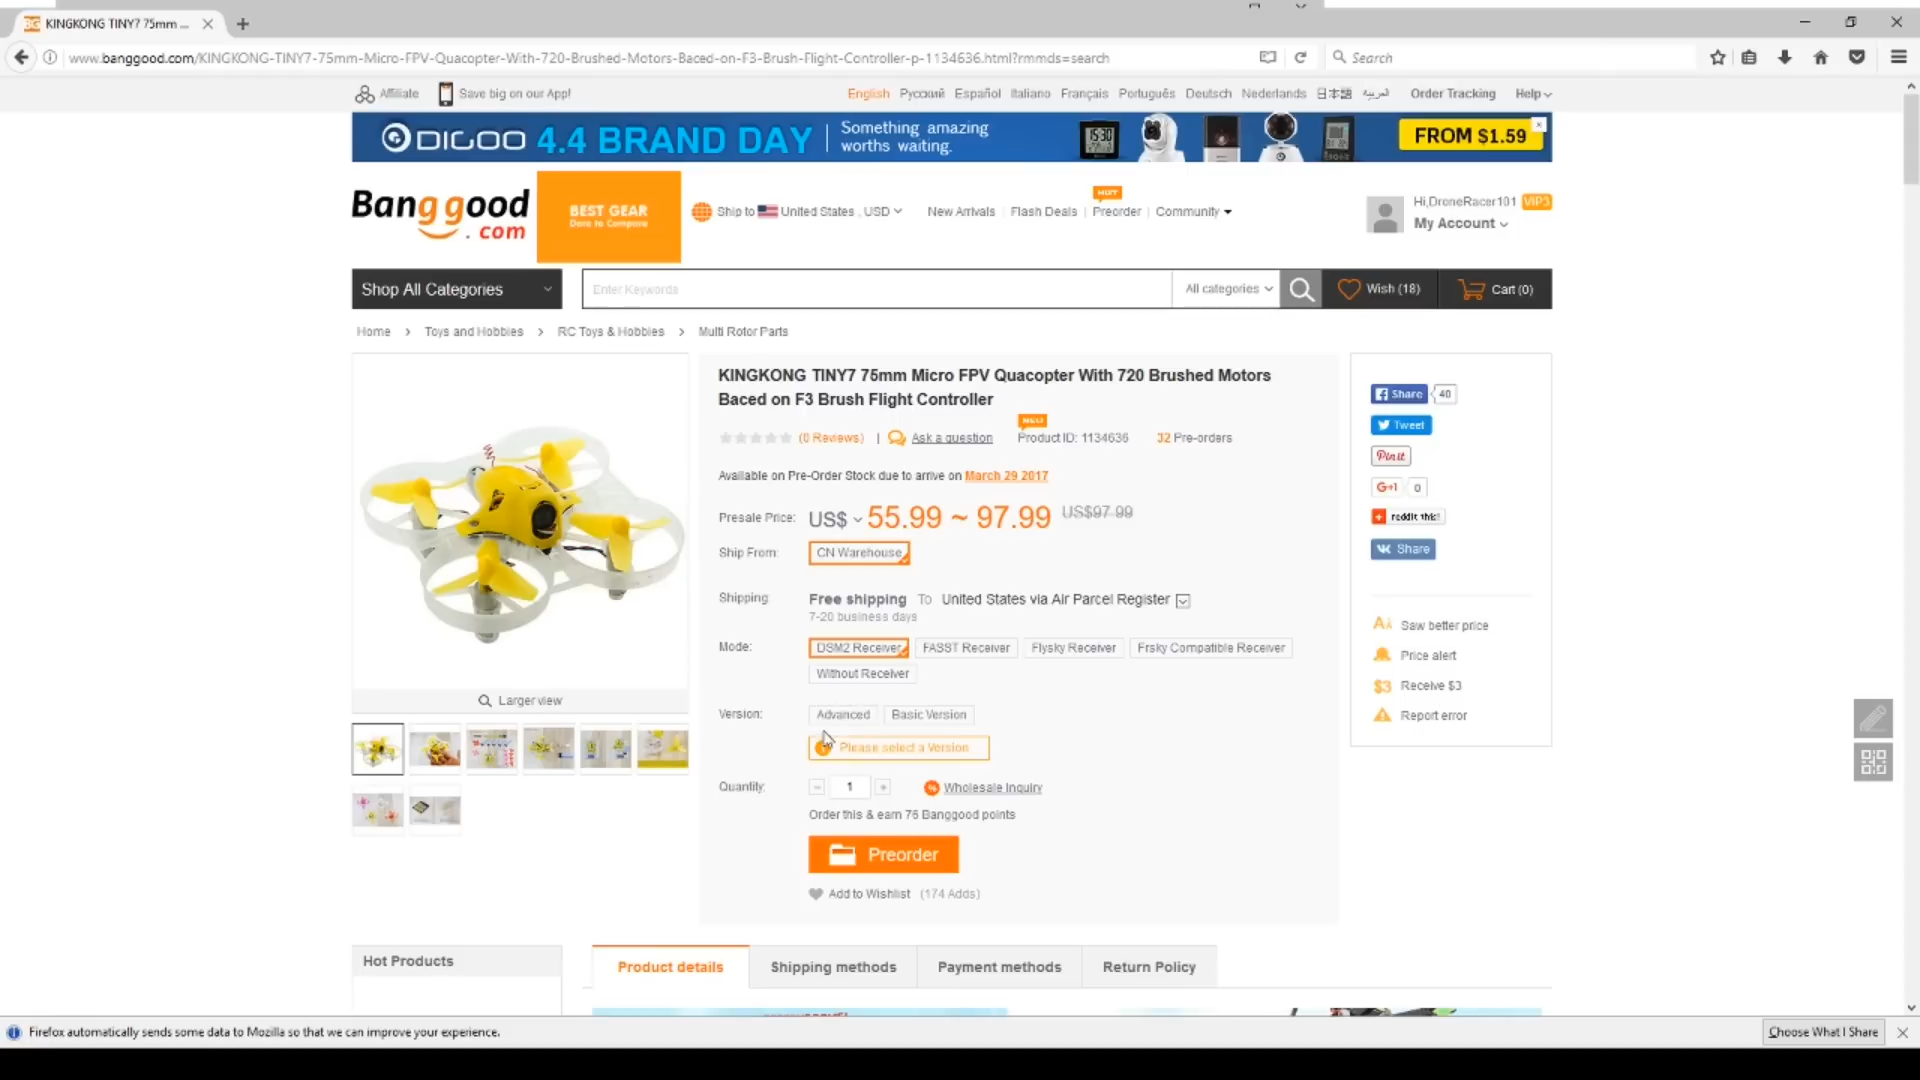 KINGKONG TINY7 75mm ...
www.banggood.com/KINGKONG-TINY7-75mm-Micro-FPV-Quacopter-With-720-Brushed-Motors-Baced-on-F3-Brush-Flight-Controller-p-1134636.html?rmmds=search
Search
Affiliate
Save big on our App!
English Русский Español Italiano Français Português Deutsch Nederlands 日本語 العربية
Order Tracking
Help
DIGOO 4.4 BRAND DAY
Something amazing
worths waiting.
15:30
FROM $1.59
Banggood
.com
BEST GEAR
Dare to Compare
Ship to United States , USD
New Arrivals
Flash Deals
HOT
Preorder
Community
Hi,DroneRacer101 VIP3
My Account
Shop All Categories
Enter Keywords
All categories
Wish (18)
Cart (0)
Home > Toys and Hobbies > RC Toys & Hobbies > Multi Rotor Parts
KINGKONG TINY7 75mm Micro FPV Quacopter With 720 Brushed Motors
Baced on F3 Brush Flight Controller
(0 Reviews) | Ask a question
Product ID: 1134636
32 Pre-orders
Available on Pre-Order Stock due to arrive on March 29 2017
Presale Price: US$ 55.99 ~ 97.99 US$97.99
Ship From: CN Warehouse
Shipping: Free shipping To United States via Air Parcel Register
7-20 business days
Mode: DSM2 Receiver FASST Receiver Flysky Receiver Frsky Compatible Receiver
Without Receiver
Version: Advanced Basic Version
Please select a Version
Quantity: - 1 + Wholesale Inquiry
Order this & earn 76 Banggood points
Preorder
Add to Wishlist (174 Adds)
Larger view
Share 40
Tweet
Pin it
G+1 0
reddit this!
Share
Saw better price
Price alert
$3 Receive $3
Report error
Hot Products
Product details
Shipping methods
Payment methods
Return Policy
Firefox automatically sends some data to Mozilla so that we can improve your experience.
Choose What I Share